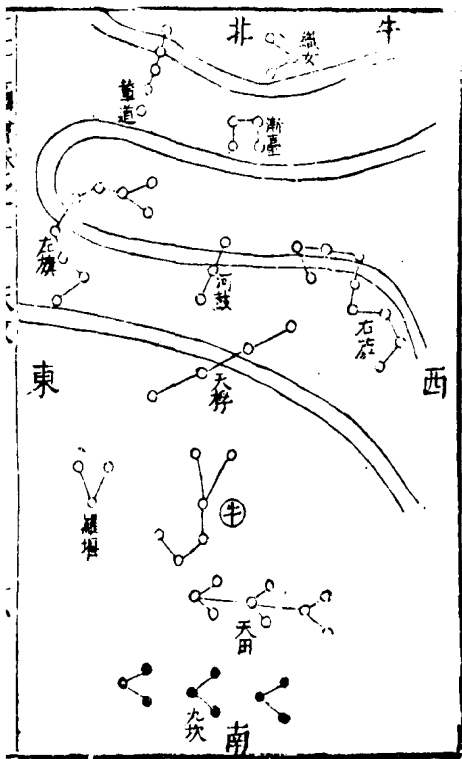 牛
北
織女
輦道
漸臺
左旗
河鼓
右旗
東
西
天桴
羅堰
牛
天田
九坎
南